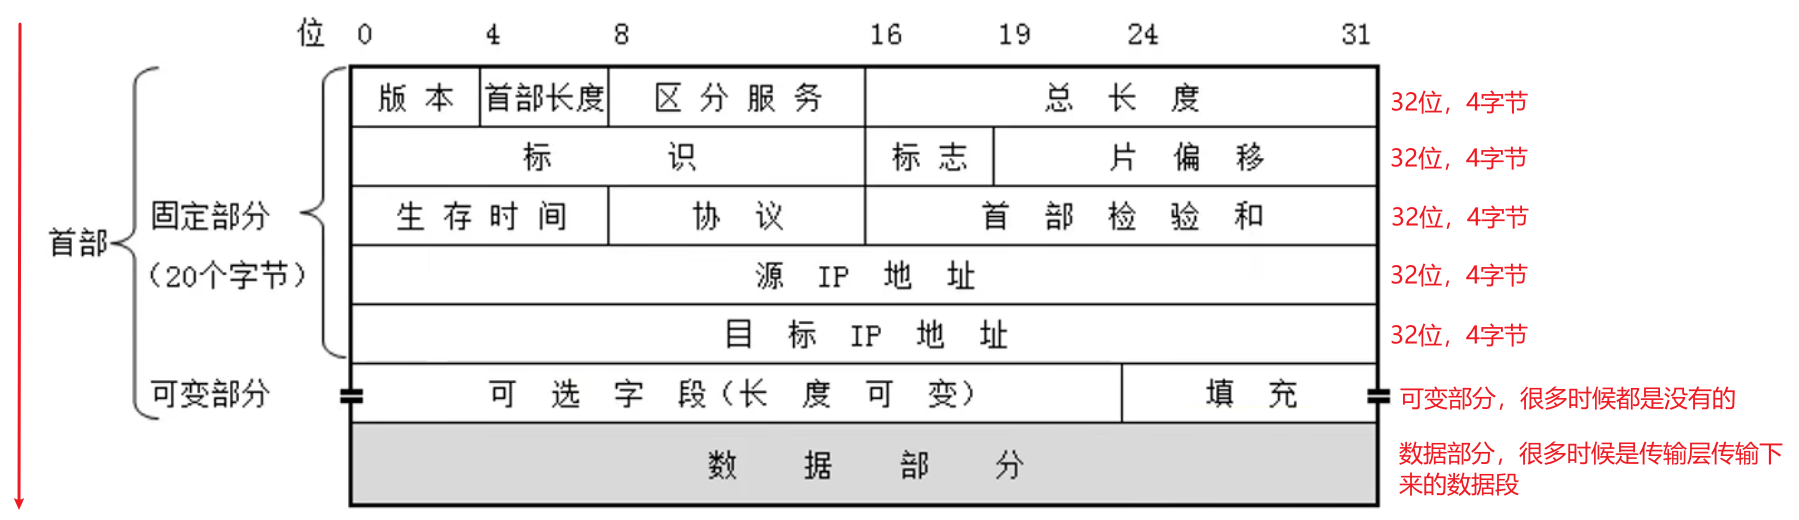 位 0 4 8 16 19 24 31
版本 首部长度 区分服务 总长度 32位，4字节
标识 标志 片偏移 32位，4字节
生存时间 协议 首部检验和 32位，4字节
首部 固定部分
（20个字节） 源 IP 地址 32位，4字节
目标 IP 地址 32位，4字节
可变部分 可选字段（长度可变） 填充 可变部分，很多时候都是没有的
数据部分 数据部分，很多时候是传输层传输下
来的数据段